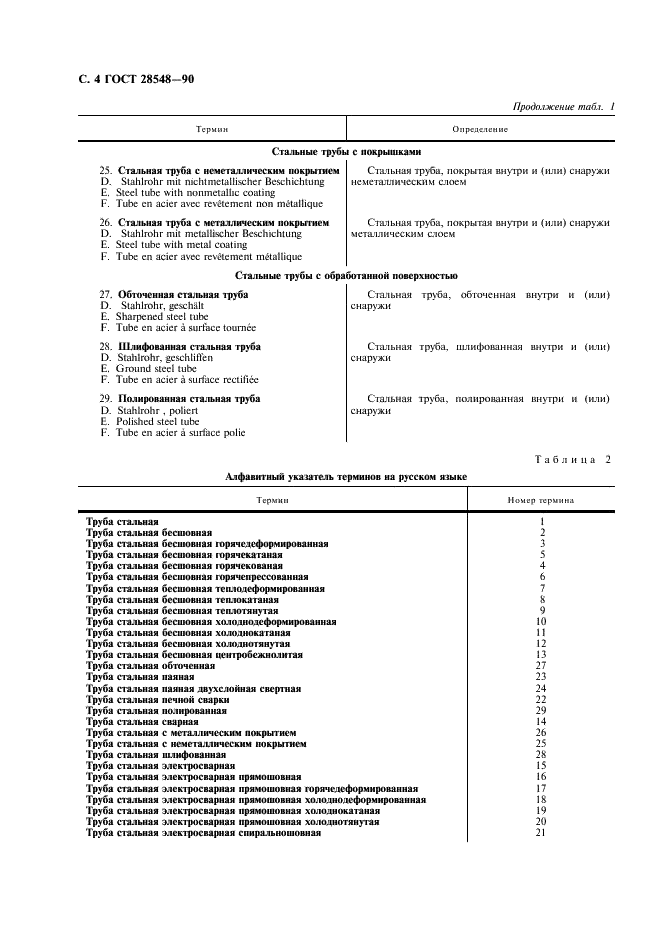 С. 4 ГОСТ 28548—90
Продолжение табл. 1
Термин Определение
Стальные трубы с покрышками
25. Стальная труба с неметаллическим покрытием
D. Stahlrohr mit nichtmetallischer Beschichtung
E. Steel tube with nonmetallic coating
F. Tube en acier avec revêtement non métallique
Стальная труба, покрытая внутри и (или) снаружи
неметаллическим слоем
26. Стальная труба с металлическим покрытием
D. Stahlrohr mit metallischer Beschichtung
E. Steel tube with metal coating
F. Tube en acier avec revêtement métallique
Стальная труба, покрытая внутри и (или) снаружи
металлическим слоем
Стальные трубы с обработанной поверхностью
27. Обточенная стальная труба
D. Stahlrohr, geschält
E. Sharpened steel tube
F. Tube en acier à surface tournée
Стальная труба, обточенная внутри и (или)
снаружи
28. Шлифованная стальная труба
D. Stahlrohr, geschliffen
E. Ground steel tube
F. Tube en acier à surface rectifiée
Стальная труба, шлифованная внутри и (или)
снаружи
29. Полированная стальная труба
D. Stahlrohr , poliert
E. Polished steel tube
F. Tube en acier à surface polie
Стальная труба, полированная внутри и (или)
снаружи
Таблица 2
Алфавитный указатель терминов на русском языке
Термин Номер термина
Труба стальная 1
Труба стальная бесшовная 2
Труба стальная бесшовная горячедеформированная 3
Труба стальная бесшовная горячекатаная 5
Труба стальная бесшовная горячекованая 4
Труба стальная бесшовная горячепрессованная 6
Труба стальная бесшовная теплодеформированная 7
Труба стальная бесшовная теплокатаная 8
Труба стальная бесшовная теплотянутая 9
Труба стальная бесшовная холоднодеформированная 10
Труба стальная бесшовная холоднокатаная 11
Труба стальная бесшовная холоднотянутая 12
Труба стальная бесшовная центробежнолитая 13
Труба стальная обточенная 27
Труба стальная паяная 23
Труба стальная паяная двухслойная свертная 24
Труба стальная печной сварки 22
Труба стальная полированная 29
Труба стальная сварная 14
Труба стальная с металлическим покрытием 26
Труба стальная с неметаллическим покрытием 25
Труба стальная шлифованная 28
Труба стальная электросварная 15
Труба стальная электросварная прямошовная 16
Труба стальная электросварная прямошовная горячедеформированная 17
Труба стальная электросварная прямошовная холоднодеформированная 18
Труба стальная электросварная прямошовная холоднокатаная 19
Труба стальная электросварная прямошовная холоднотянутая 20
Труба стальная электросварная спиральношовная 21